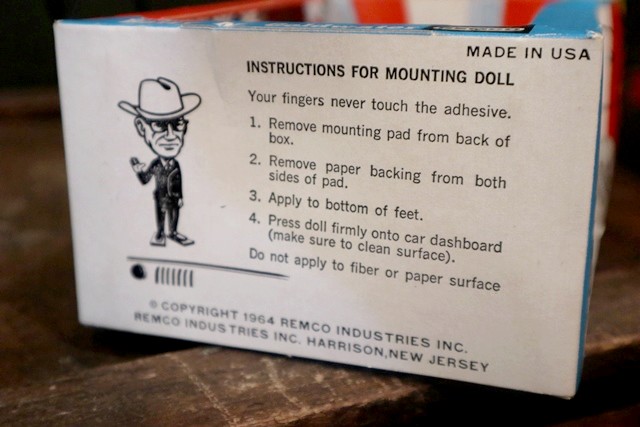 MADE IN USA
INSTRUCTIONS FOR MOUNTING DOLL
Your fingers never touch the adhesive.
1. Remove mounting pad from back of
box.
2. Remove paper backing from both
sides of pad.
3. Apply to bottom of feet.
4. Press doll firmly onto car dashboard
(make sure to clean surface).
Do not apply to fiber or paper surface
© COPYRIGHT 1964 REMCO INDUSTRIES INC.
REMCO INDUSTRIES INC. HARRISON, NEW JERSEY